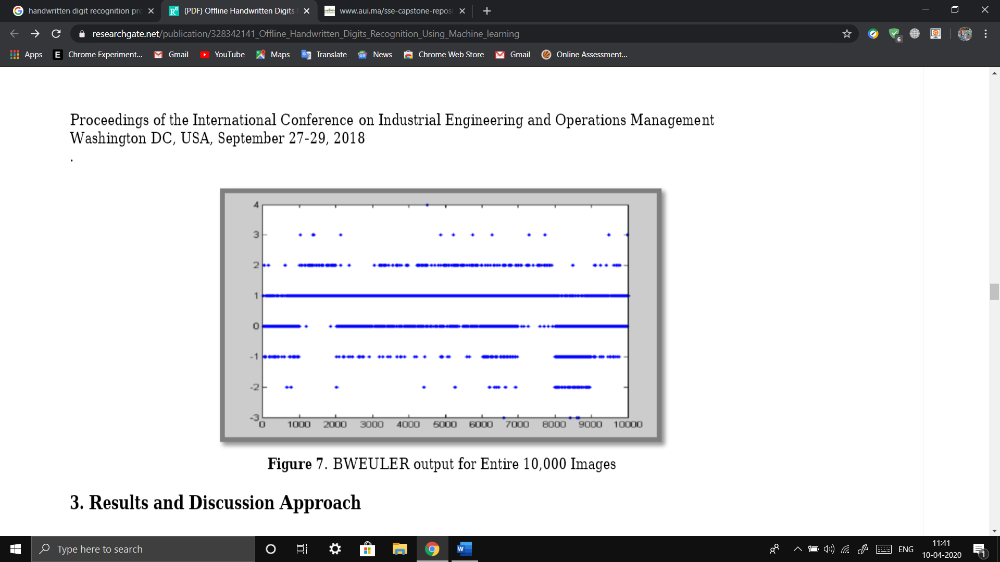 handwritten digit recognition pro
(PDF) Offline Handwritten Digits
www.aui.ma/sse-capstone-reposi
researchgate.net/publication/328342141_Offline_Handwritten_Digits_Recognition_Using_Machine_learning
6
Apps Chrome Experiment... Gmail YouTube Maps Translate News Chrome Web Store Gmail Online Assessment...
Proceedings of the International Conference on Industrial Engineering and Operations Management
Washington DC, USA, September 27-29, 2018
.
4
3
2
1
0
-1
-2
-3
0 1000 2000 3000 4000 5000 6000 7000 8000 9000 10000
Figure 7. BWEULER output for Entire 10,000 Images
3. Results and Discussion Approach
Type here to search
ENG
11:41
10-04-2020
1